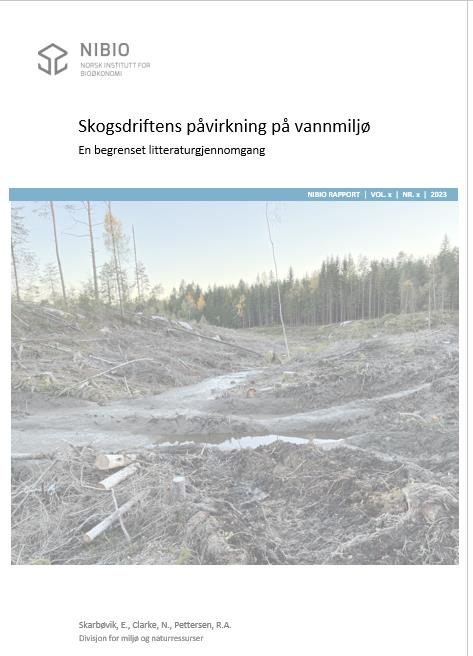 NIBIO
NORSK INSTITUTT FOR
BIOØKONOMI
Skogsdriftens påvirkning på vannmiljø
En begrenset litteraturgjennomgang
NIBIO RAPPORT | VOL. x | NR. x | 2023
Skarbøvik, E., Clarke, N., Pettersen, R.A.
Divisjon for miljø og naturressurser